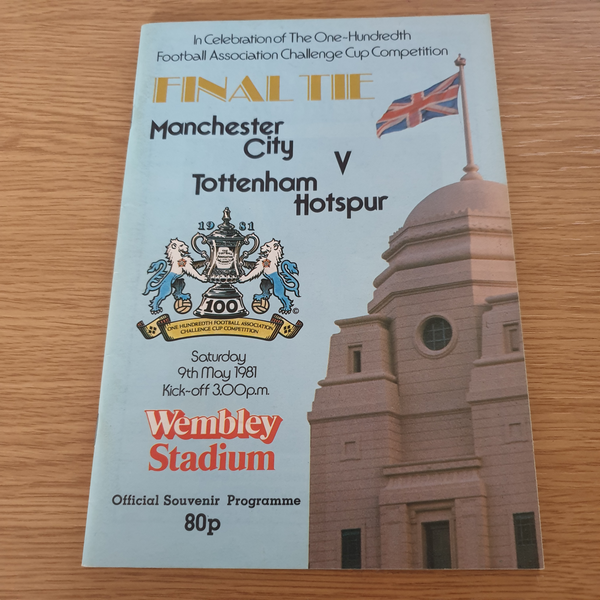 In Celebration of The One-Hundredth
Football Association Challenge Cup Competition
FINAL TIE
Manchester
City
V
Tottenham
Hotspur
1981
100
ONE HUNDREDTH FOOTBALL ASSOCIATION
CHALLENGE CUP COMPETITION
Saturday
9th May 1981
Kick-off 3.00p.m.
Wembley
Stadium
Official Souvenir Programme
80p